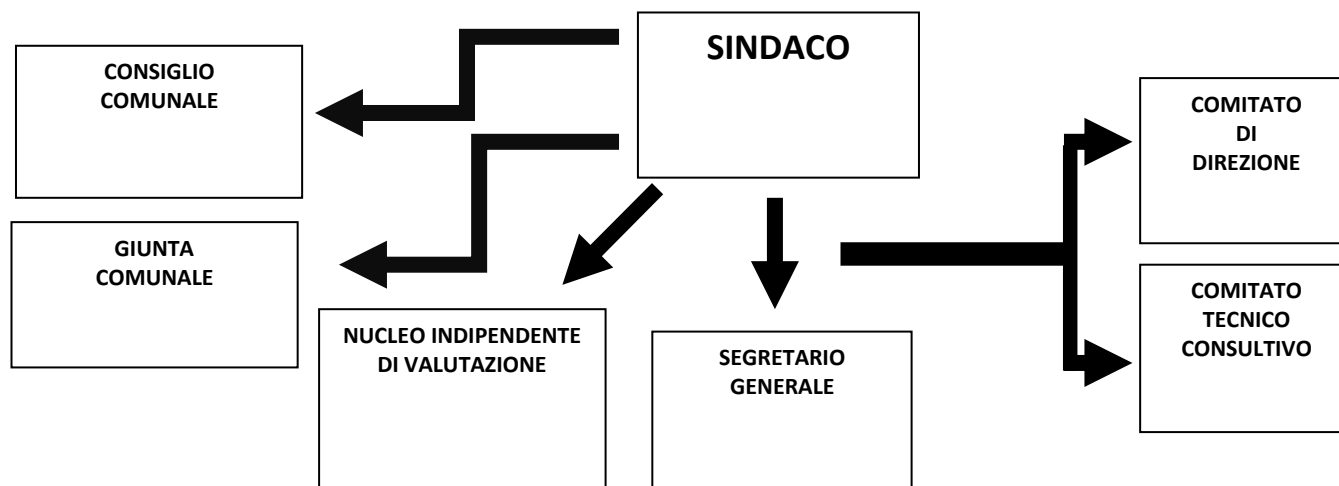 SINDACO
CONSIGLIO
COMUNALE
COMITATO
DI
DIREZIONE
GIUNTA
COMUNALE
COMITATO
TECNICO
CONSULTIVO
NUCLEO INDIPENDENTE
DI VALUTAZIONE
SEGRETARIO
GENERALE